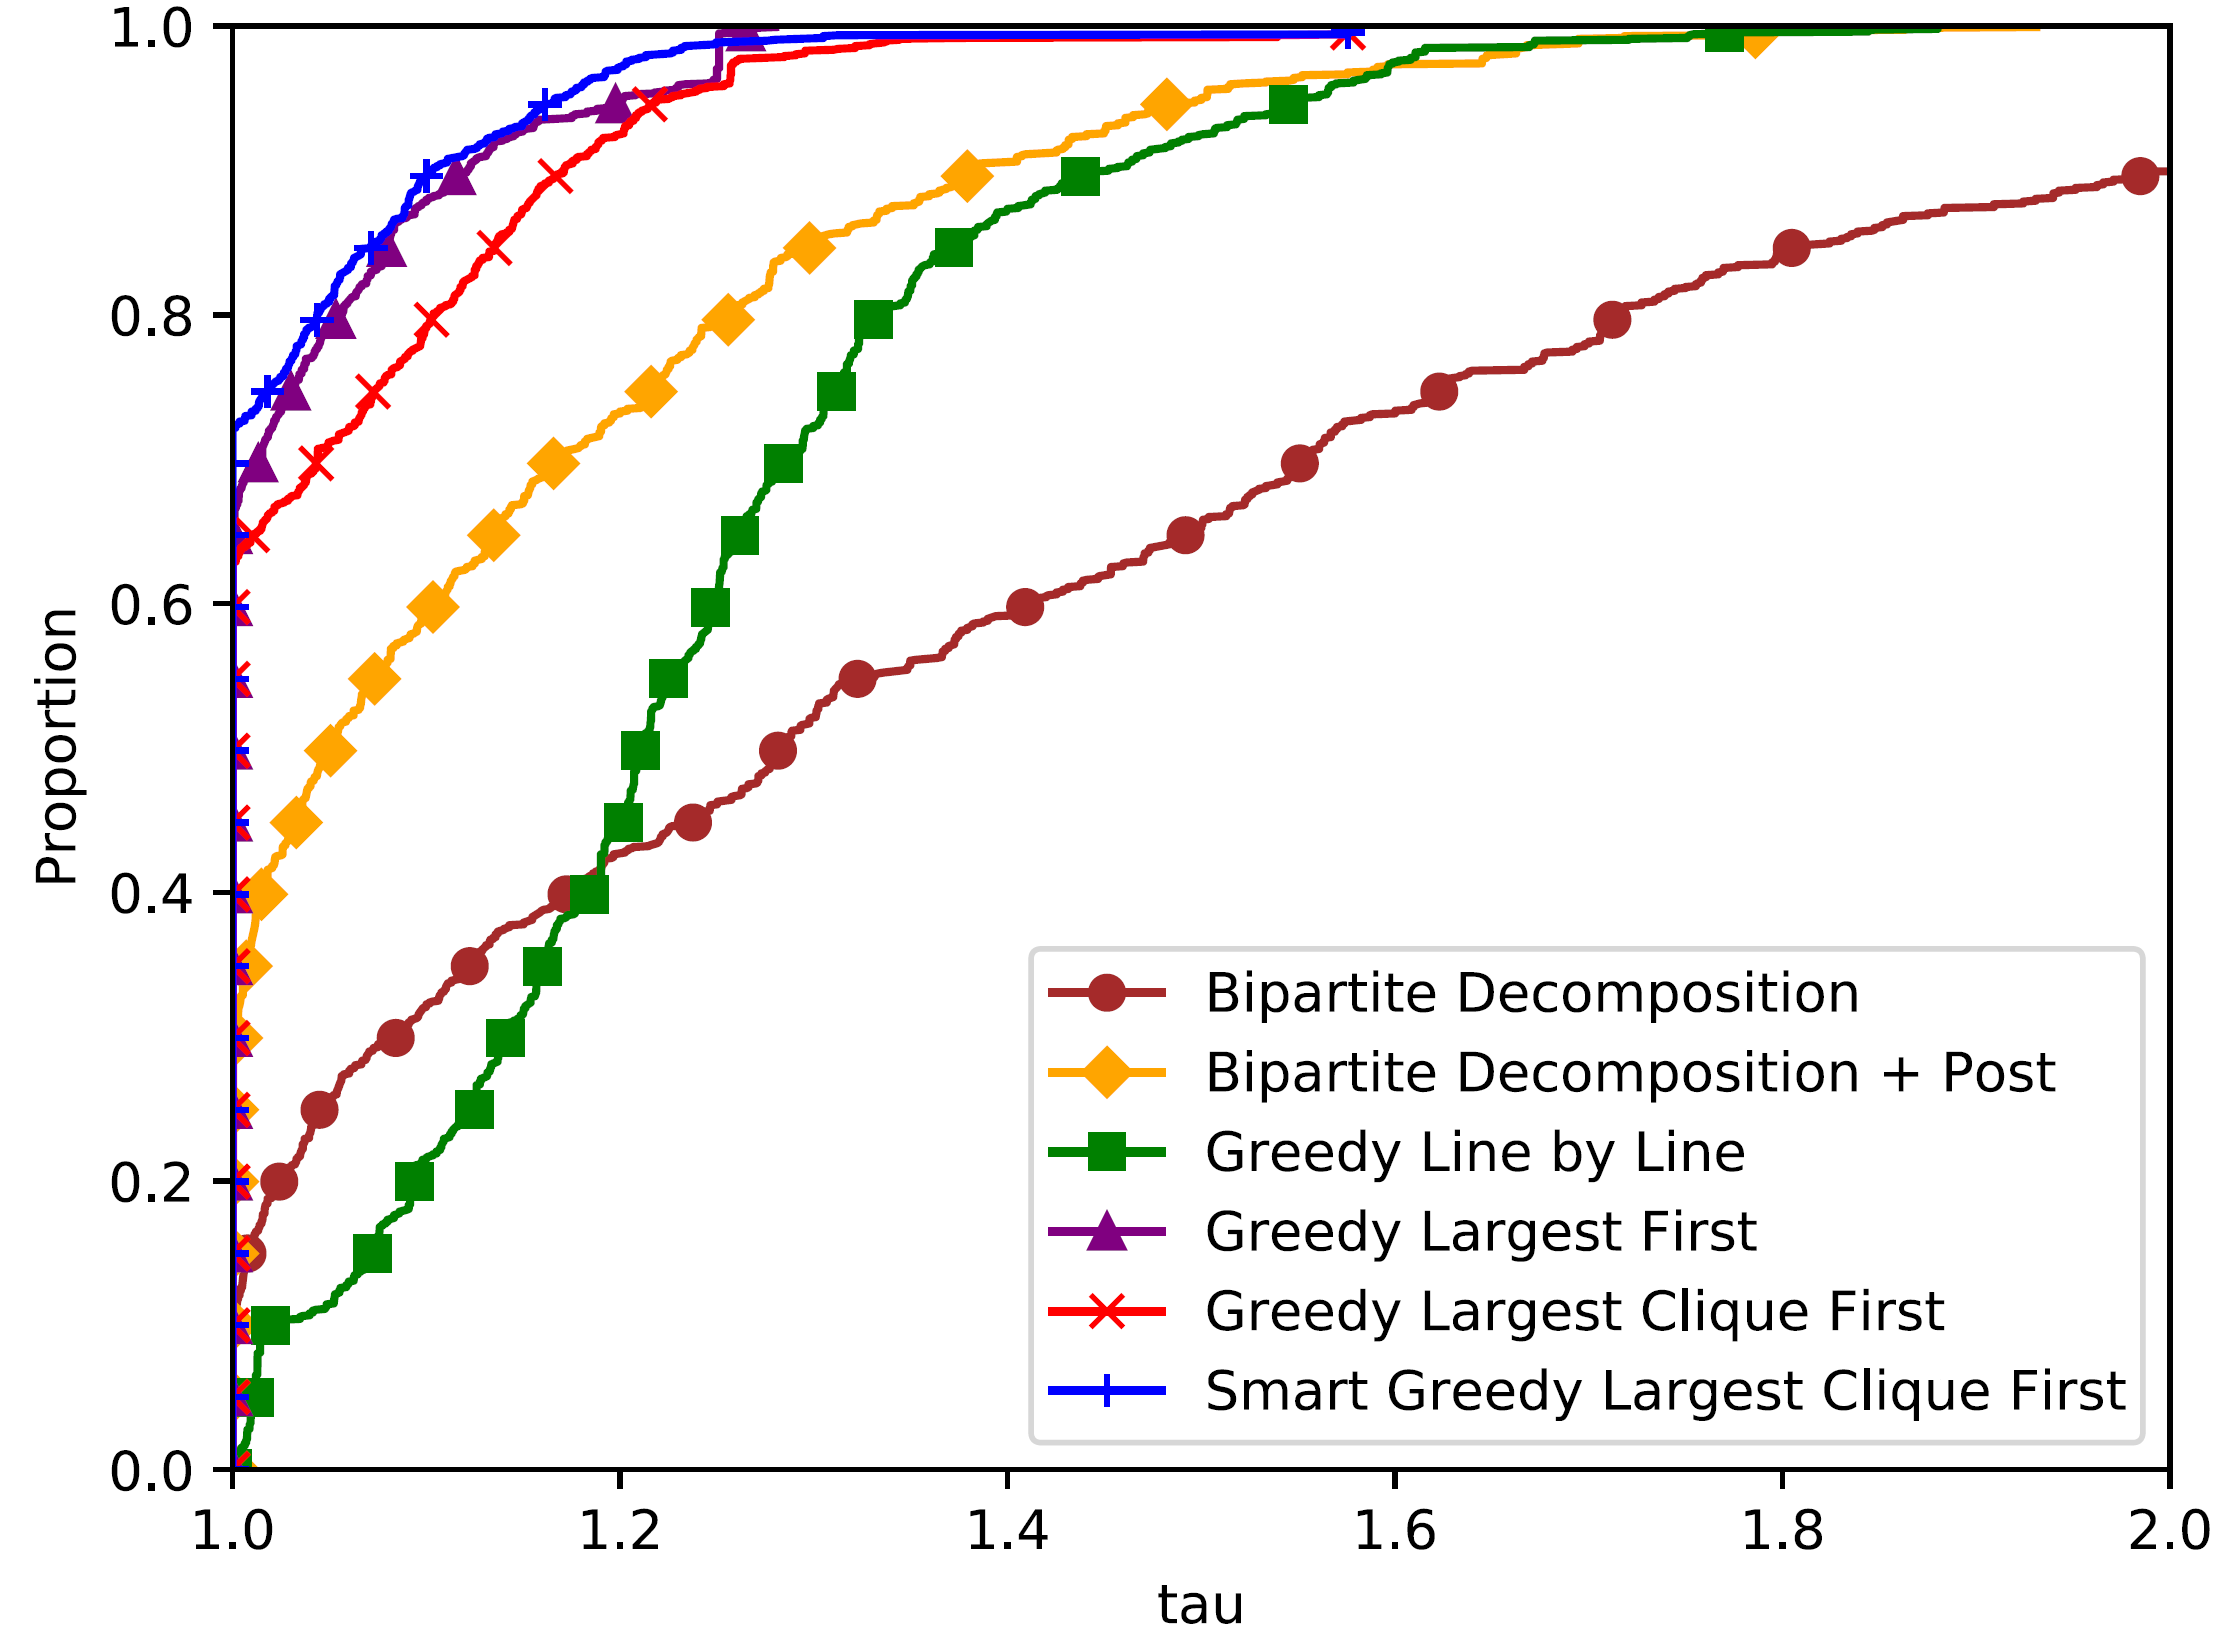 1.0
0.8
0.6
0.4
0.2
0.0
Proportion
Bipartite Decomposition
Bipartite Decomposition + Post
Greedy Line by Line
Greedy Largest First
Greedy Largest Clique First
Smart Greedy Largest Clique First
1.0 1.2 1.4 1.6 1.8 2.0
tau